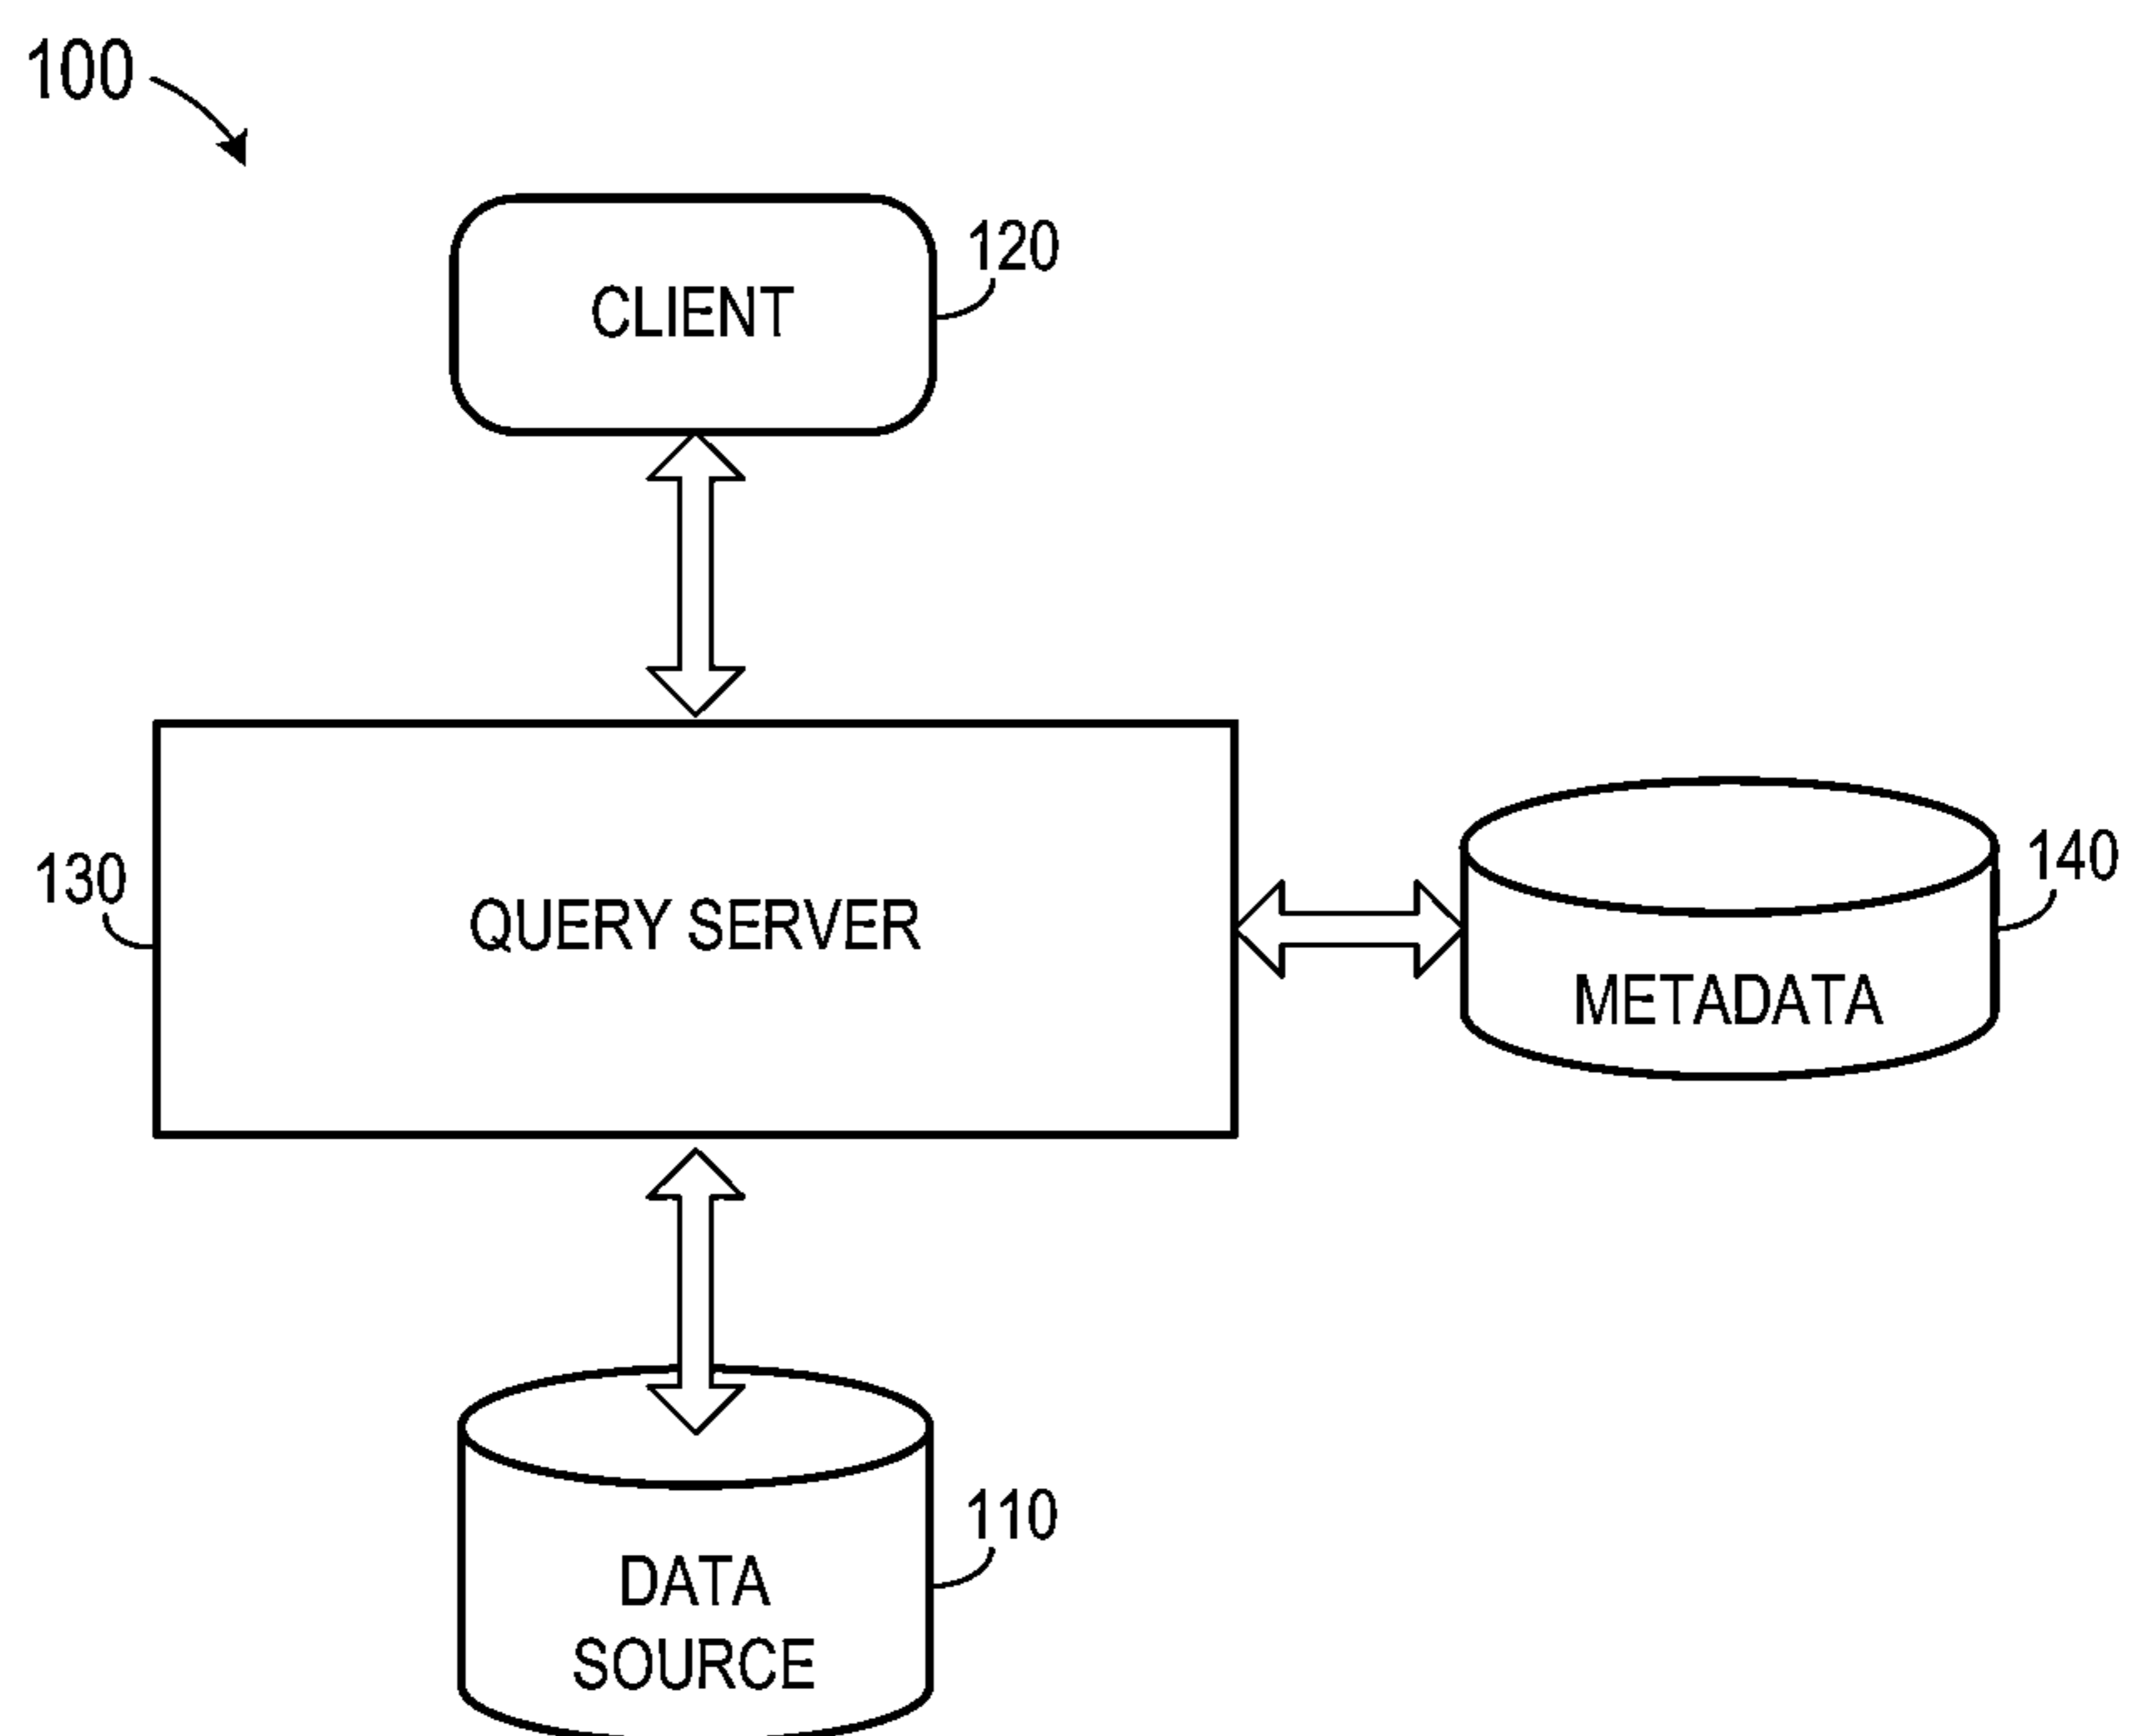 100
120
CLIENT
130
QUERY SERVER
140
METADATA
110
DATA
SOURCE